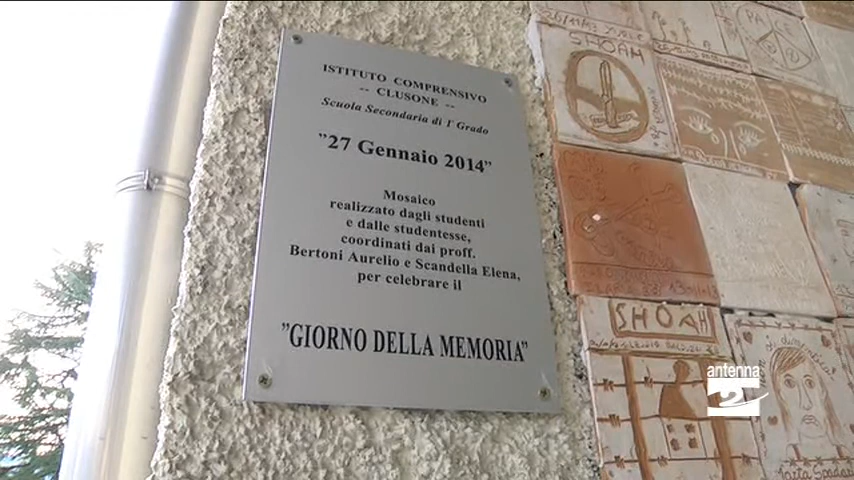 ISTITUTO COMPRENSIVO
-- CLUSONE --
Scuola Secondaria di I° Grado
"27 Gennaio 2014"
Mosaico
realizzato dagli studenti
e dalle studentesse,
coordinati dai proff.
Bertoni Aurelio e Scandella Elena,
per celebrare il
"GIORNO DELLA MEMORIA"
SHOAH
PACE
SHOAH
antenna
2